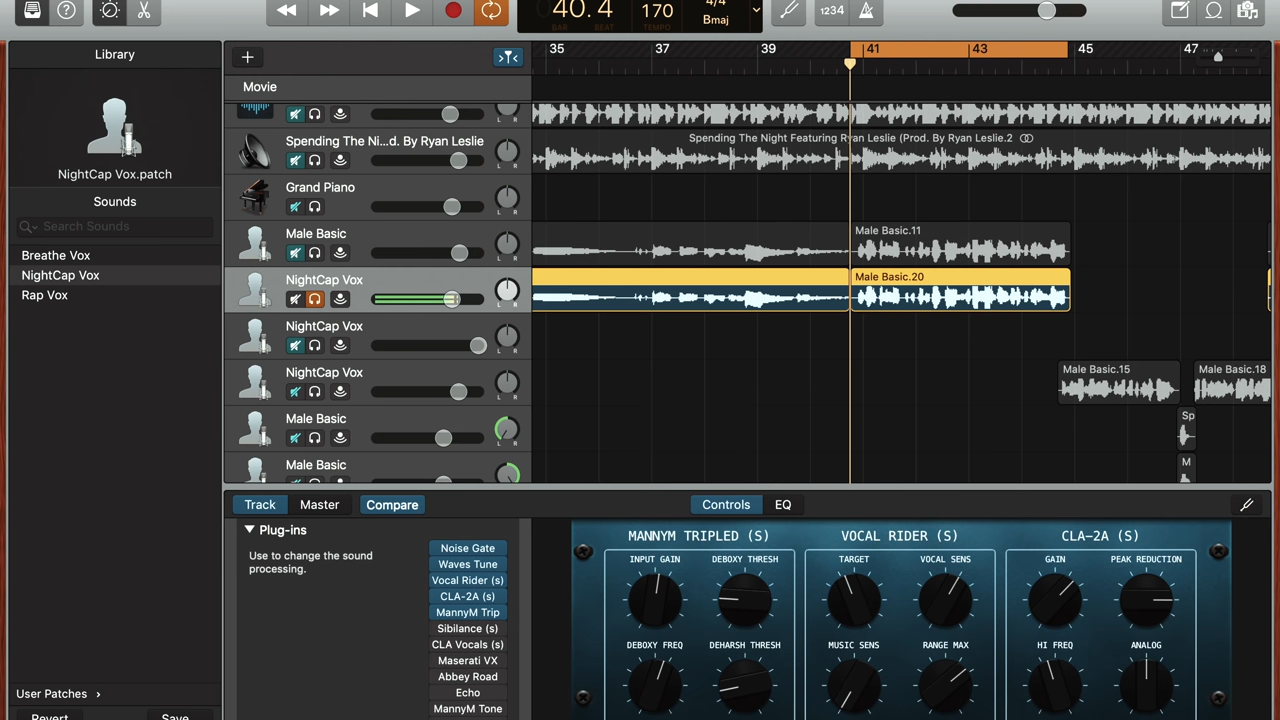 1234
40.4
BAR
BEAT
170
TEMPO
4/4
Bmaj
Library
NightCap Vox.patch
Sounds
Search Sounds
Breathe Vox
NightCap Vox
Rap Vox
User Patches
Revert
Save
35
37
39
41
43
45
47
Movie
L R
Spending The Ni...d. By Ryan Leslie
L R
Spending The Night Featuring Ryan Leslie (Prod. By Ryan Leslie.2
Grand Piano
L R
Male Basic
L R
Male Basic.11
NightCap Vox
L R
Male Basic.20
NightCap Vox
L R
NightCap Vox
L R
Male Basic.15
Male Basic.18
Male Basic
L R
Sp
Male Basic
M
Track
Master
Compare
Controls
EQ
Plug-ins
Use to change the sound
processing.
Noise Gate
Waves Tune
Vocal Rider (s)
CLA-2A (s)
MannyM Trip
Sibilance (s)
CLA Vocals (s)
Maserati VX
Abbey Road
Echo
MannyM Tone
MANNYM TRIPLED (S)
INPUT GAIN
DEBOXY THRESH
DEBOXY FREQ
DEHARSH THRESH
VOCAL RIDER (S)
TARGET
VOCAL SENS
MUSIC SENS
RANGE MAX
CLA-2A (S)
GAIN
PEAK REDUCTION
HI FREQ
ANALOG